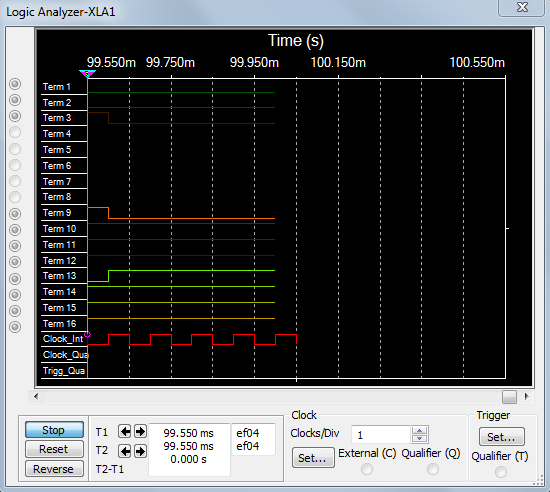 Logic Analyzer-XLA1
Time (s)
99.550m 99.750m 99.950m 100.150m 100.550m
Term 1
Term 2
Term 3
Term 4
Term 5
Term 6
Term 7
Term 8
Term 9
Term 10
Term 11
Term 12
Term 13
Term 14
Term 15
Term 16
Clock_Int
Clock_Qua
Trigg_Qua
Stop
Reset
Reverse
T1 99.550 ms ef04
T2 99.550 ms ef04
T2-T1 0.000 s
Clock
Clocks/Div 1
Set...
External (C) Qualifier (Q)
Trigger
Set...
Qualifier (T)